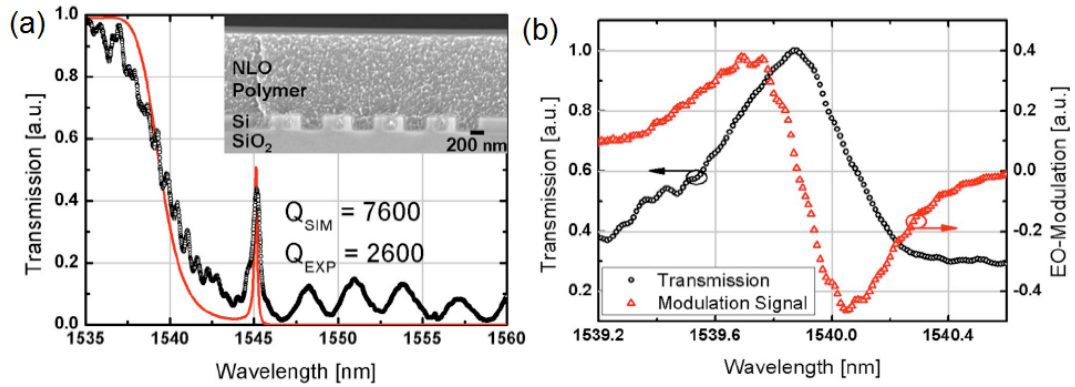 (a)
1.0
0.8
0.6
0.4
0.2
0.0
Transmission [a.u.]
1535
1540
1545
1550
1555
1560
Wavelength [nm]
NLO
Polymer
Si
SiO2
200 nm
QSIM = 7600
QEXP = 2600
(b)
1.0
0.8
0.6
0.4
0.2
Transmission [a.u.]
0.4
0.2
0.0
-0.2
-0.4
EO-Modulation [a.u.]
Transmission
Modulation Signal
1539.2
1539.6
1540.0
1540.4
Wavelength [nm]